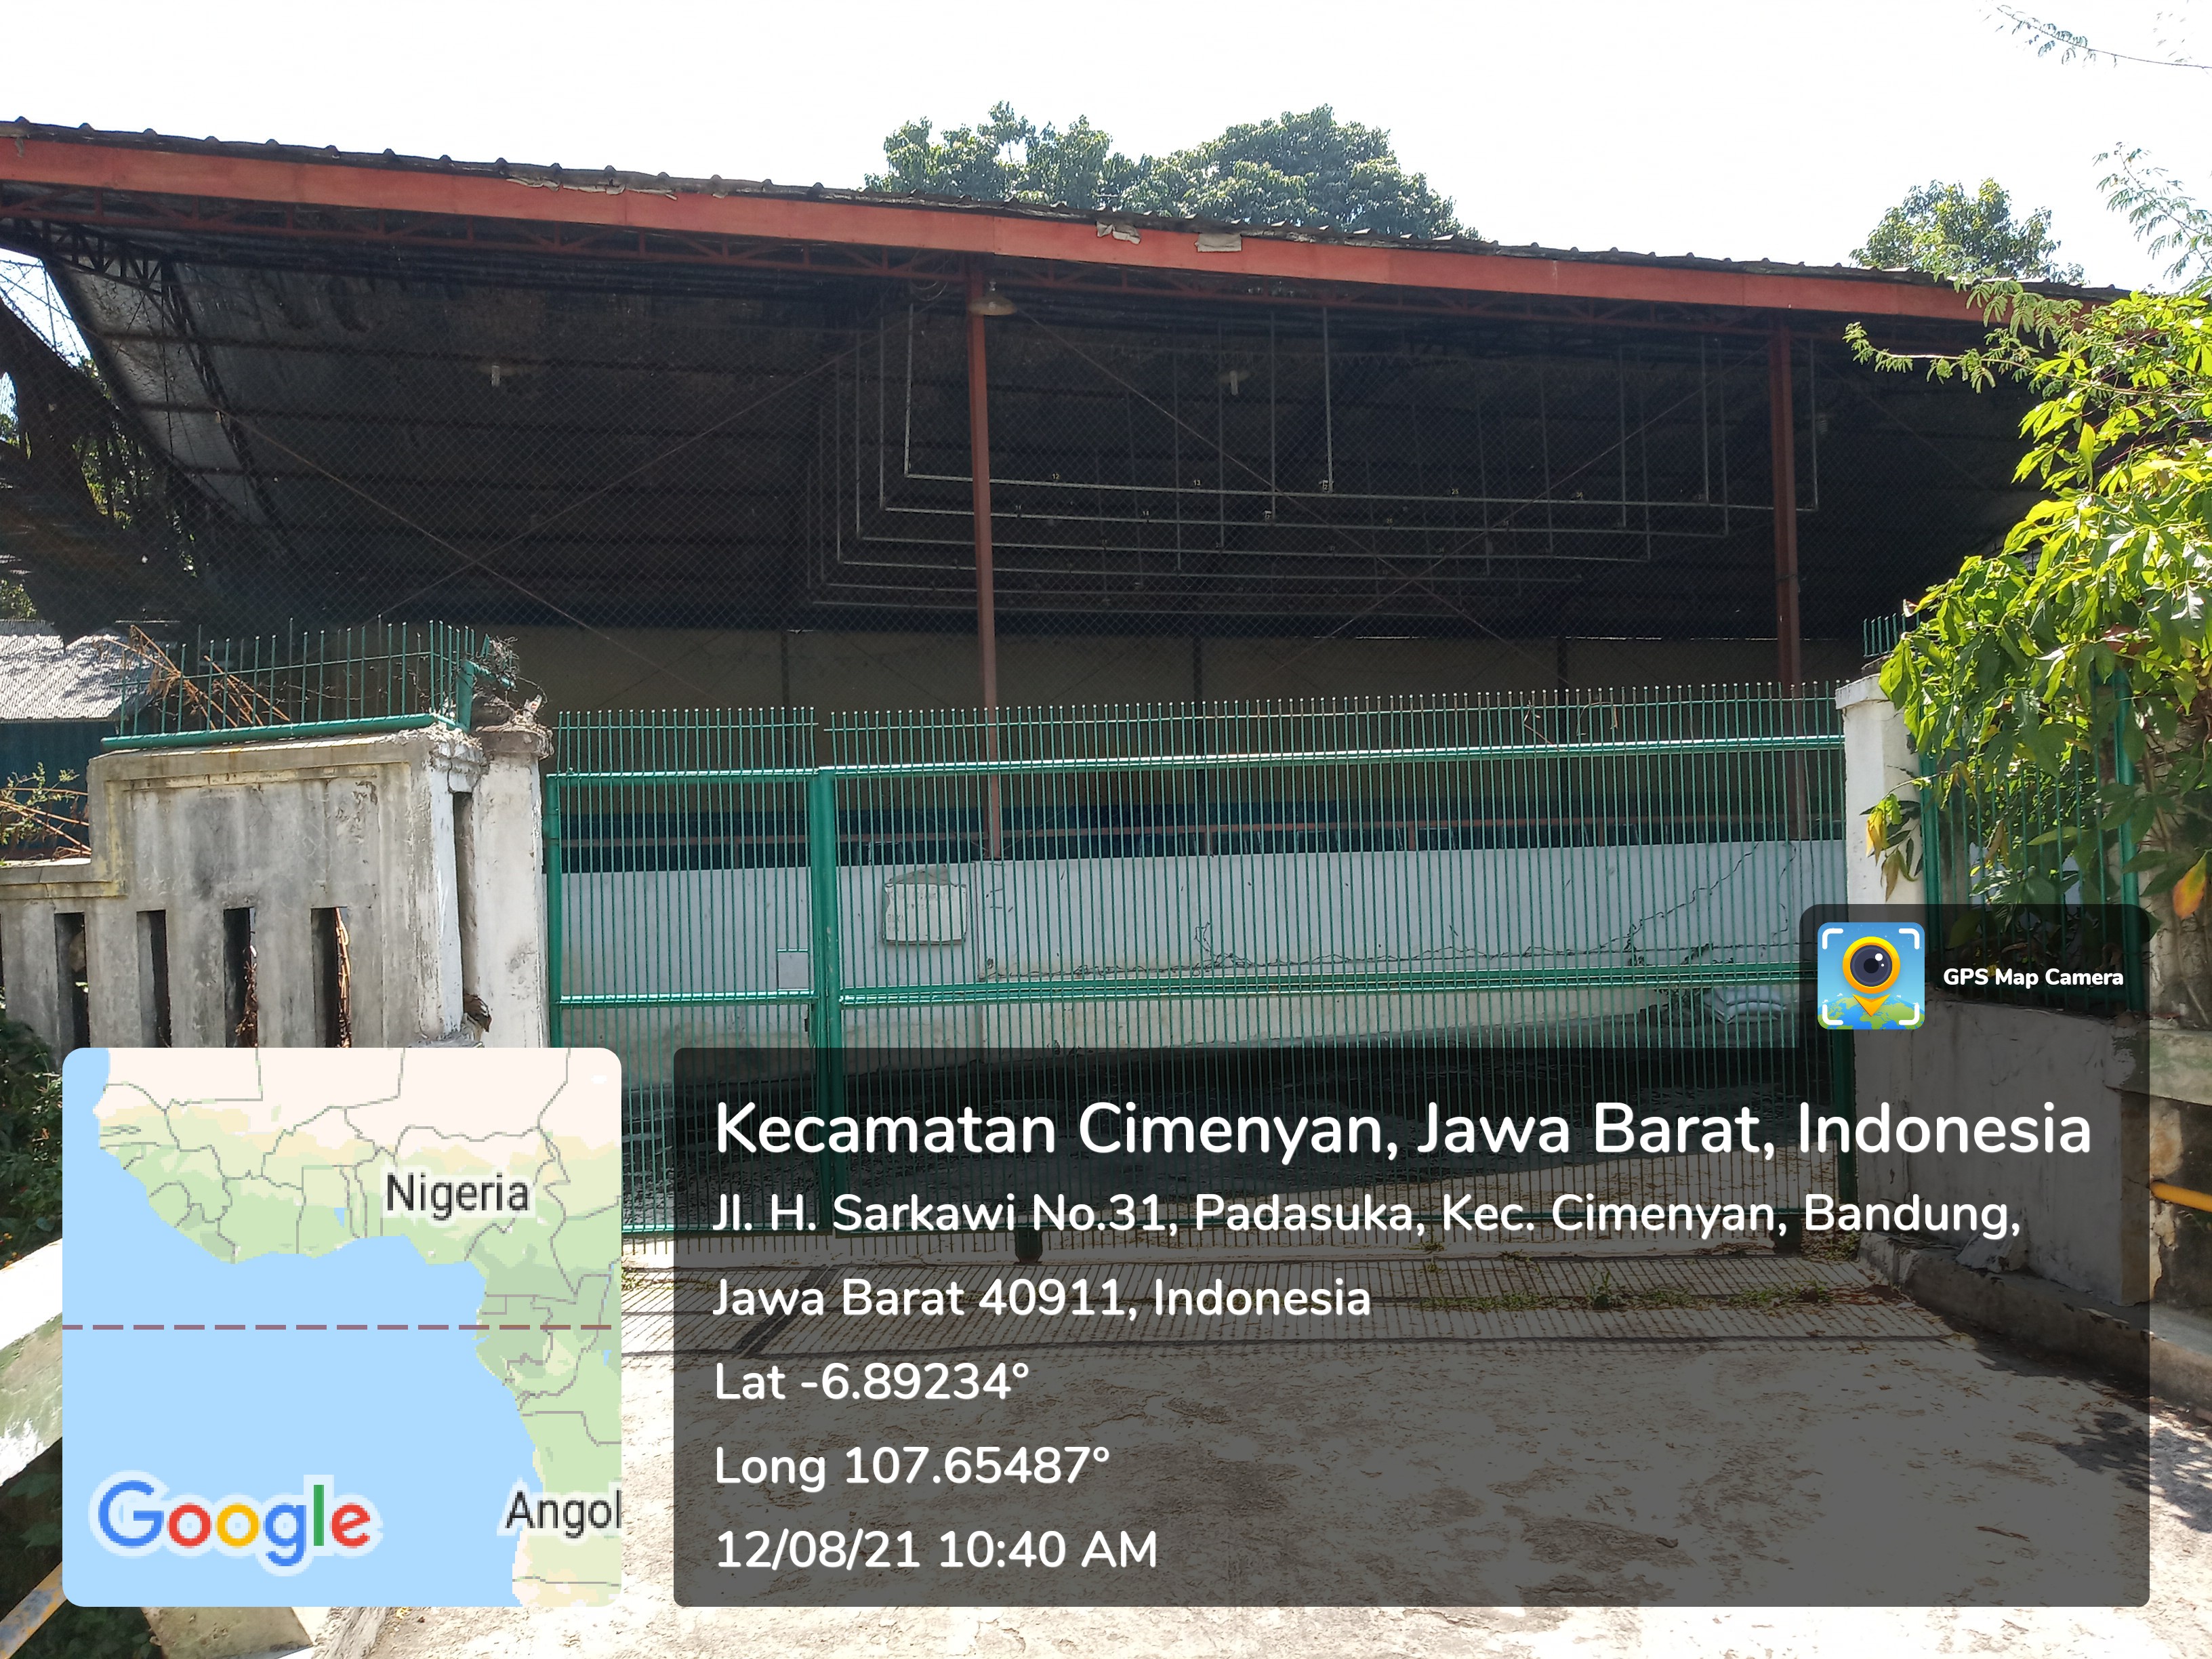 GPS Map Camera
Nigeria
Angol
Google
Kecamatan Cimenyan, Jawa Barat, Indonesia
Jl. H. Sarkawi No.31, Padasuka, Kec. Cimenyan, Bandung,
Jawa Barat 40911, Indonesia
Lat -6.89234°
Long 107.65487°
12/08/21 10:40 AM